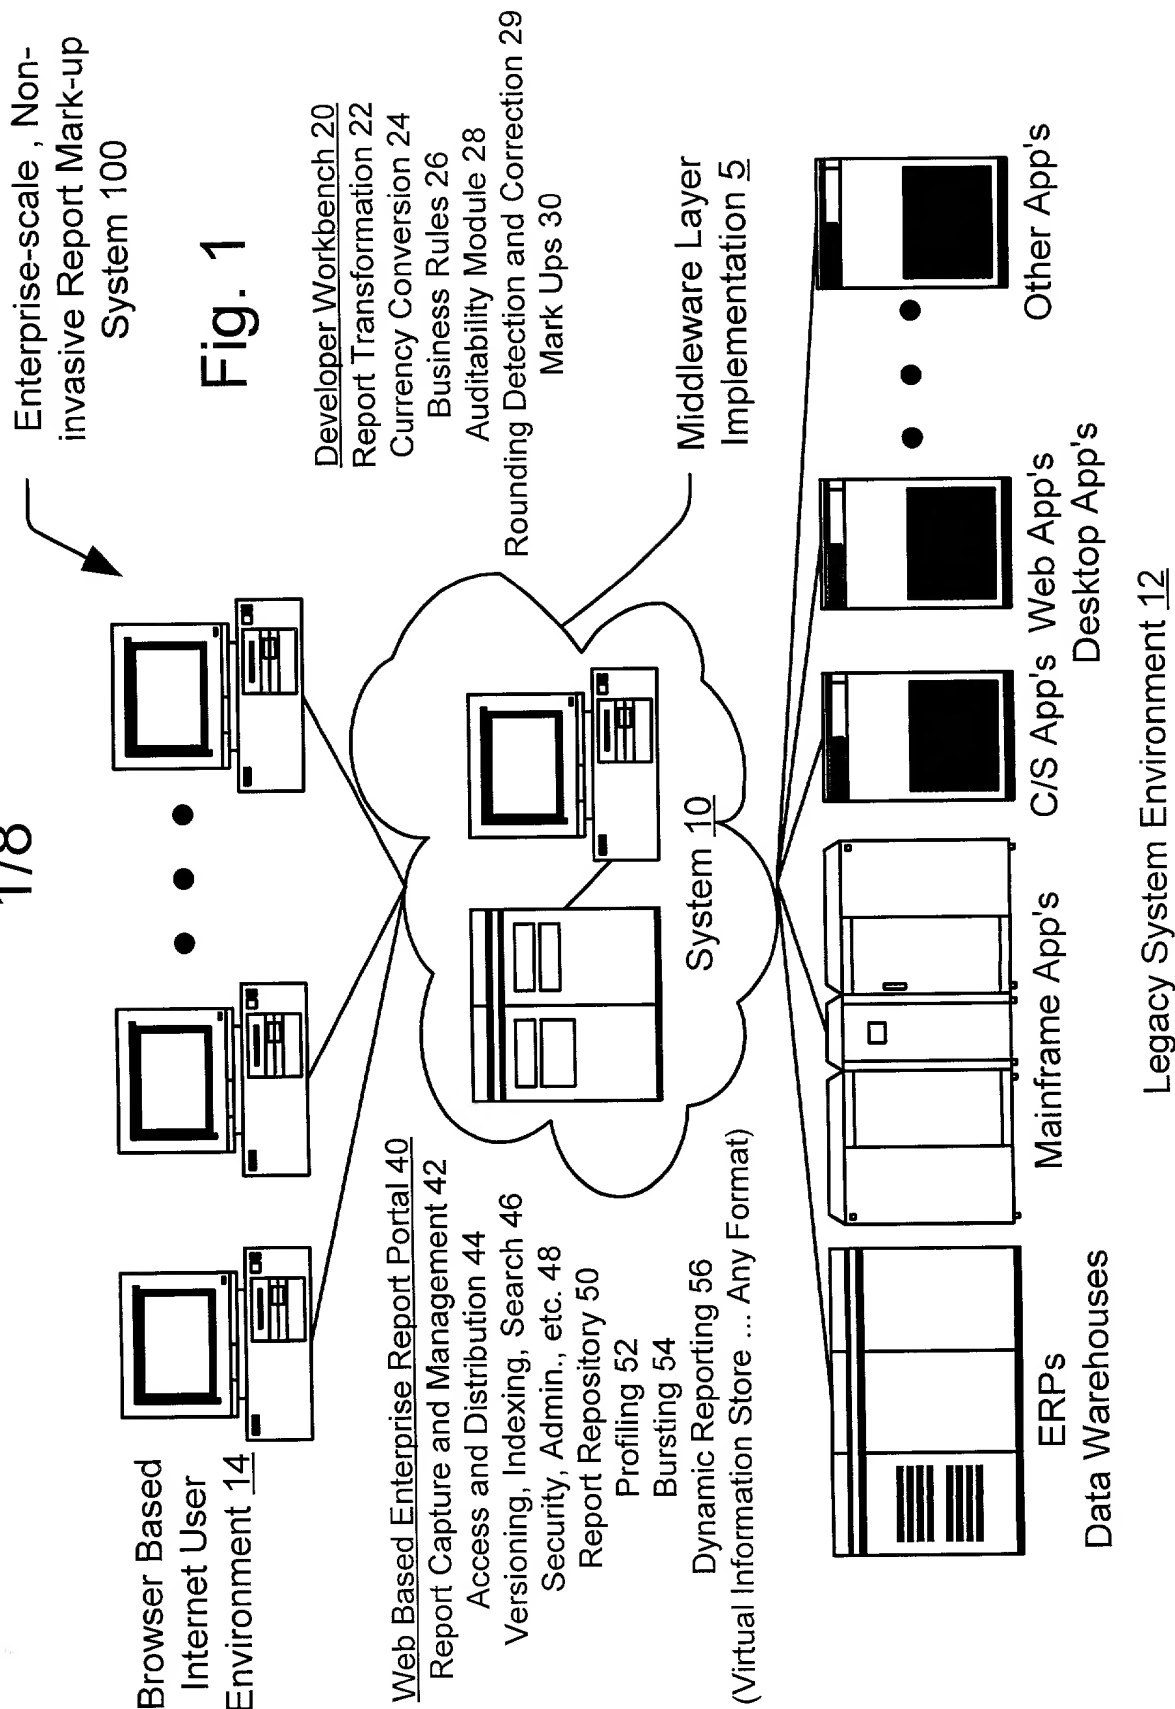 1/8
Enterprise-scale , Non-
invasive Report Mark-up
System 100
Fig. 1
Browser Based
Internet User
Environment 14
Developer Workbench 20
Report Transformation 22
Currency Conversion 24
Business Rules 26
Auditability Module 28
Rounding Detection and Correction 29
Mark Ups 30
Web Based Enterprise Report Portal 40
Report Capture and Management 42
Access and Distribution 44
Versioning, Indexing, Search 46
Security, Admin., etc. 48
Report Repository 50
Profiling 52
Bursting 54
Dynamic Reporting 56
(Virtual Information Store ... Any Format)
System 10
Middleware Layer
Implementation 5
ERPs
Data Warehouses
Mainframe App's
C/S App's
Web App's
Desktop App's
Other App's
Legacy System Environment 12